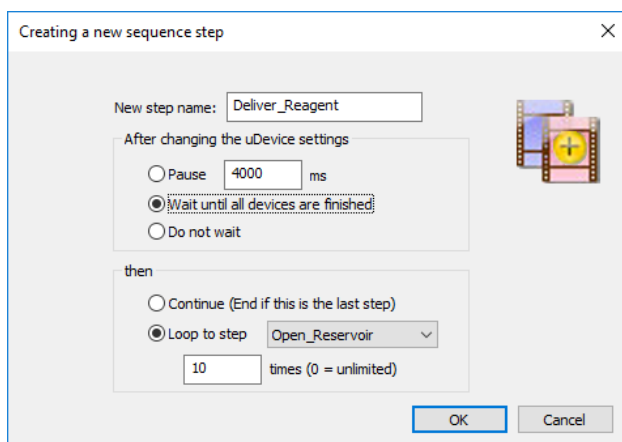 Creating a new sequence step
New step name: Deliver_Reagent
After changing the uDevice settings
Pause 4000 ms
Wait until all devices are finished
Do not wait
then
Continue (End if this is the last step)
Loop to step Open_Reservoir
10 times (0 = unlimited)
OK Cancel